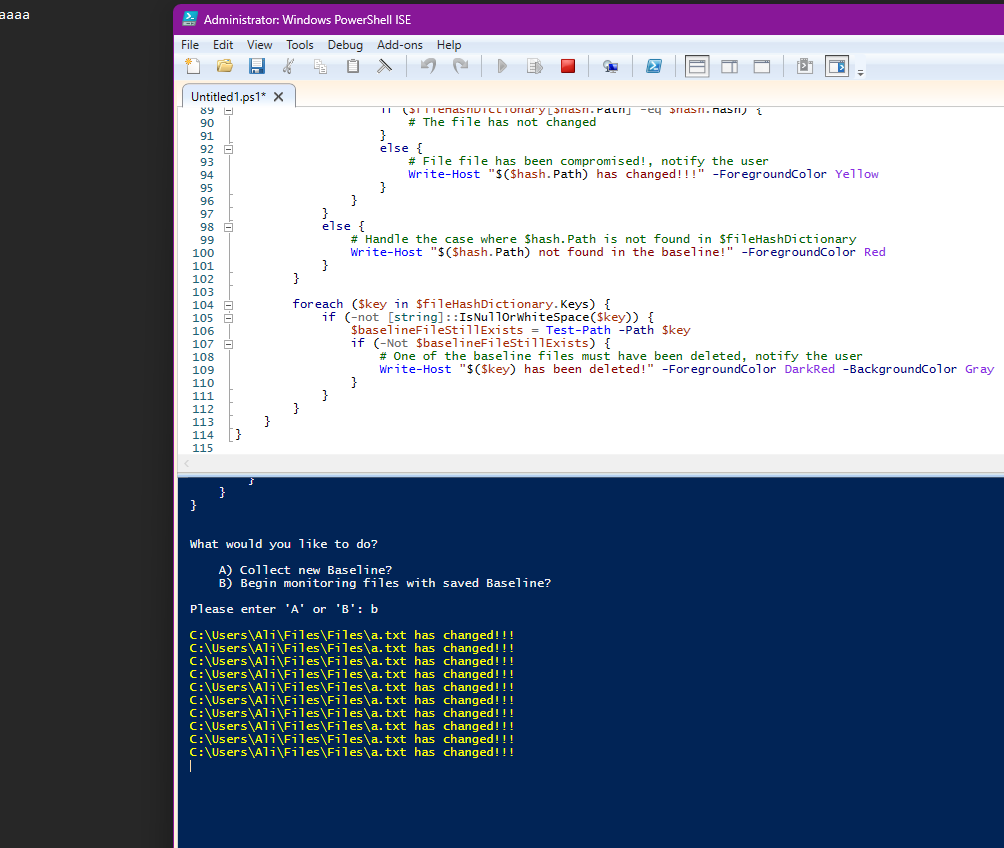 aaaa
Administrator: Windows PowerShell ISE
File Edit View Tools Debug Add-ons Help
Untitled1.ps1*
89 if ($fileHashDictionary[$hash.Path] -eq $hash.Hash) {
90 # The file has not changed
91 }
92 else {
93 # File file has been compromised!, notify the user
94 Write-Host "$($hash.Path) has changed!!!" -ForegroundColor Yellow
95 }
96 }
97 }
98 else {
99 # Handle the case where $hash.Path is not found in $fileHashDictionary
100 Write-Host "$($hash.Path) not found in the baseline!" -ForegroundColor Red
101 }
102 }
103
104 foreach ($key in $fileHashDictionary.Keys) {
105 if (-not [string]::IsNullOrWhiteSpace($key)) {
106 $baselineFileStillExists = Test-Path -Path $key
107 if (-Not $baselineFileStillExists) {
108 # One of the baseline files must have been deleted, notify the user
109 Write-Host "$($key) has been deleted!" -ForegroundColor DarkRed -BackgroundColor Gray
110 }
111 }
112 }
113 }
114 }
115
}
}
}
What would you like to do?
A) Collect new Baseline?
B) Begin monitoring files with saved Baseline?
Please enter 'A' or 'B': b
C:\Users\Ali\Files\Files\a.txt has changed!!!
C:\Users\Ali\Files\Files\a.txt has changed!!!
C:\Users\Ali\Files\Files\a.txt has changed!!!
C:\Users\Ali\Files\Files\a.txt has changed!!!
C:\Users\Ali\Files\Files\a.txt has changed!!!
C:\Users\Ali\Files\Files\a.txt has changed!!!
C:\Users\Ali\Files\Files\a.txt has changed!!!
C:\Users\Ali\Files\Files\a.txt has changed!!!
C:\Users\Ali\Files\Files\a.txt has changed!!!
C:\Users\Ali\Files\Files\a.txt has changed!!!